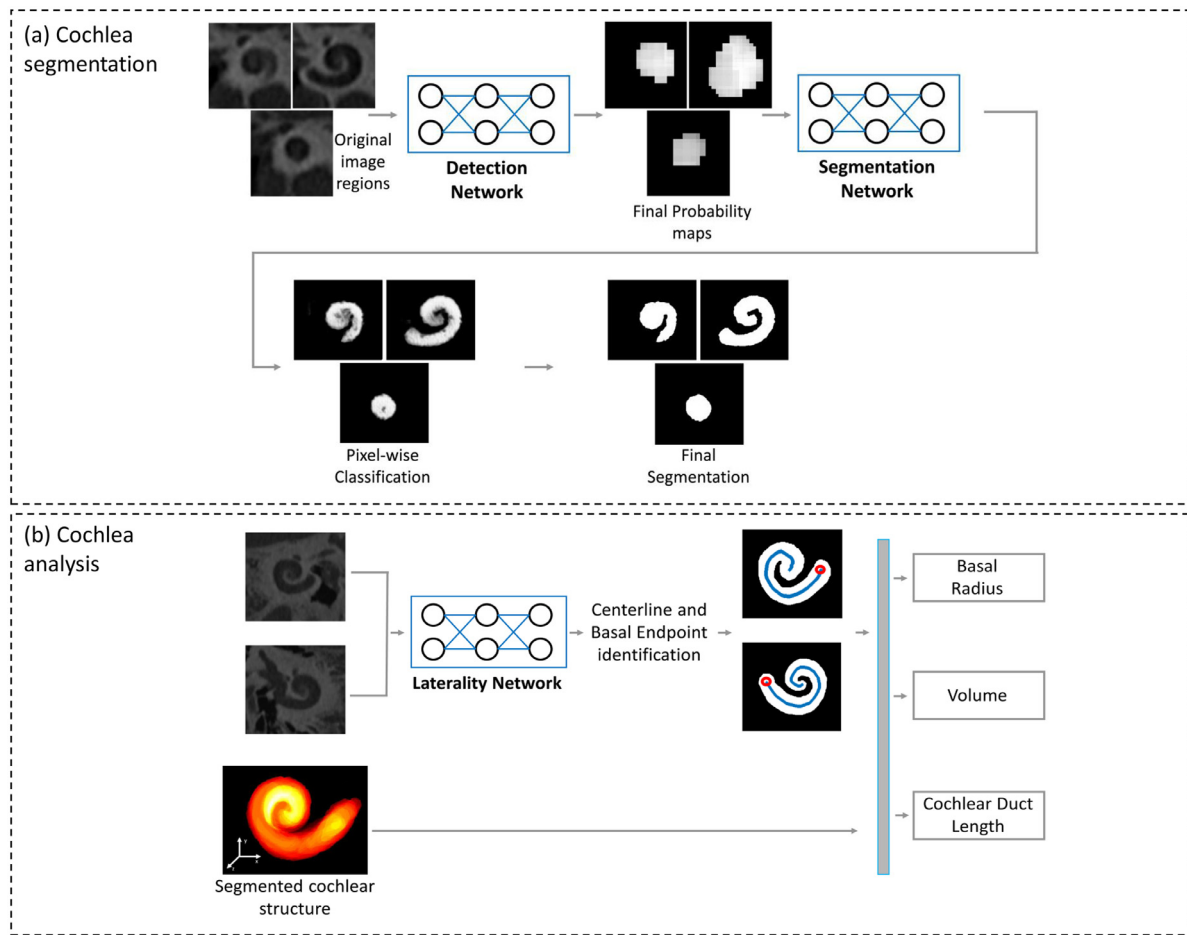 (a) Cochlea
segmentation
Original
image
regions
Detection
Network
Final Probability
maps
Segmentation
Network
Pixel-wise
Classification
Final
Segmentation
(b) Cochlea
analysis
Laterality Network
Centerline and
Basal Endpoint
identification
Basal
Radius
Volume
Cochlear Duct
Length
y
x
z
Segmented cochlear
structure